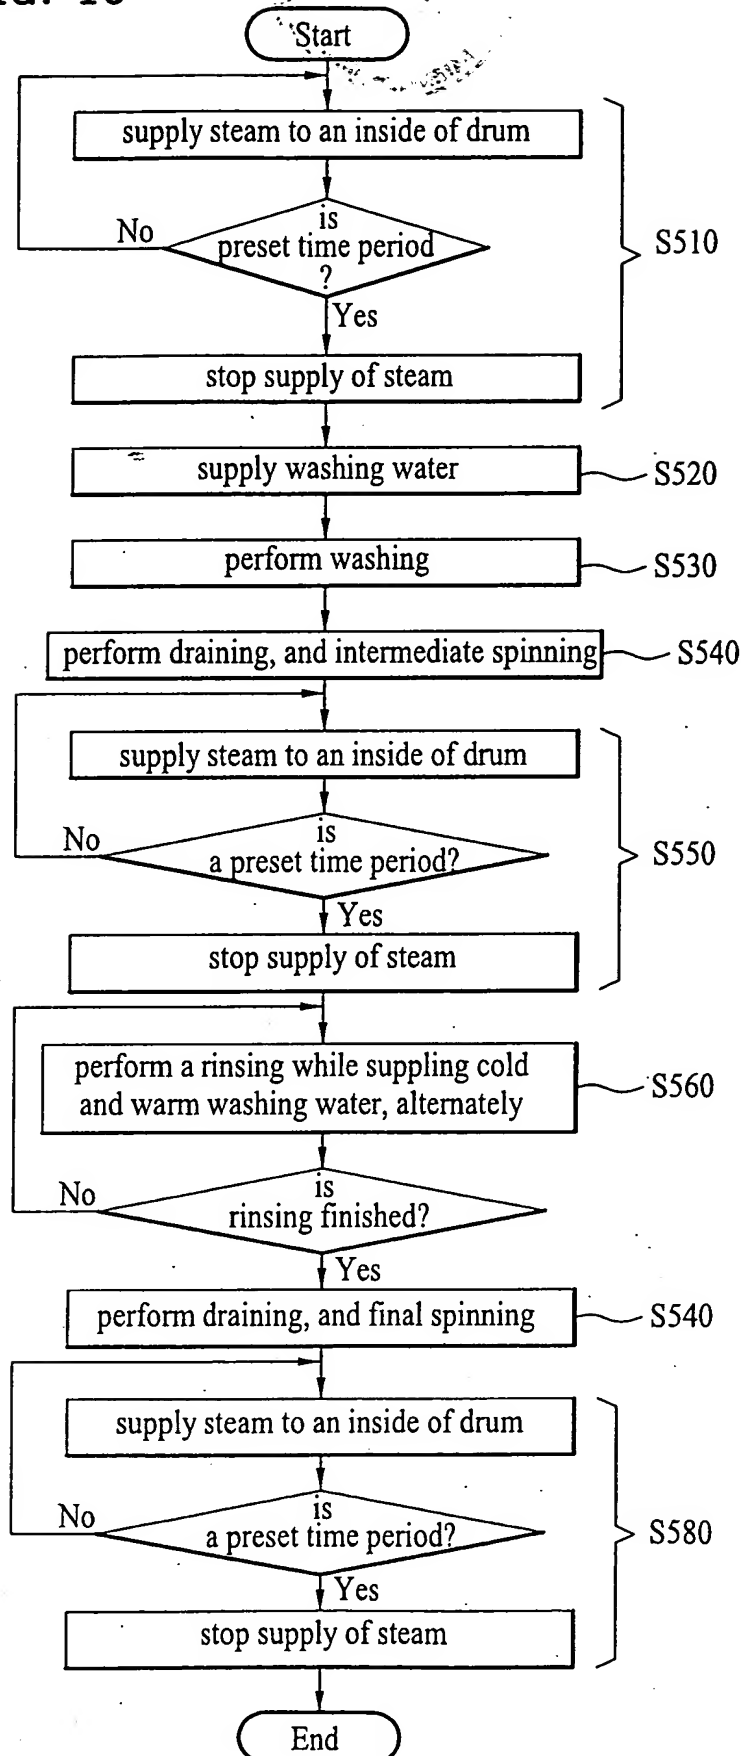 Start
supply steam to an inside of drum
is
preset time period
?
No
Yes
S510
stop supply of steam
supply washing water
S520
perform washing
S530
perform draining, and intermediate spinning
S540
supply steam to an inside of drum
is
a preset time period?
No
Yes
S550
stop supply of steam
perform a rinsing while suppling cold
and warm washing water, alternately
S560
is
rinsing finished?
No
Yes
perform draining, and final spinning
S540
supply steam to an inside of drum
is
a preset time period?
No
Yes
S580
stop supply of steam
End